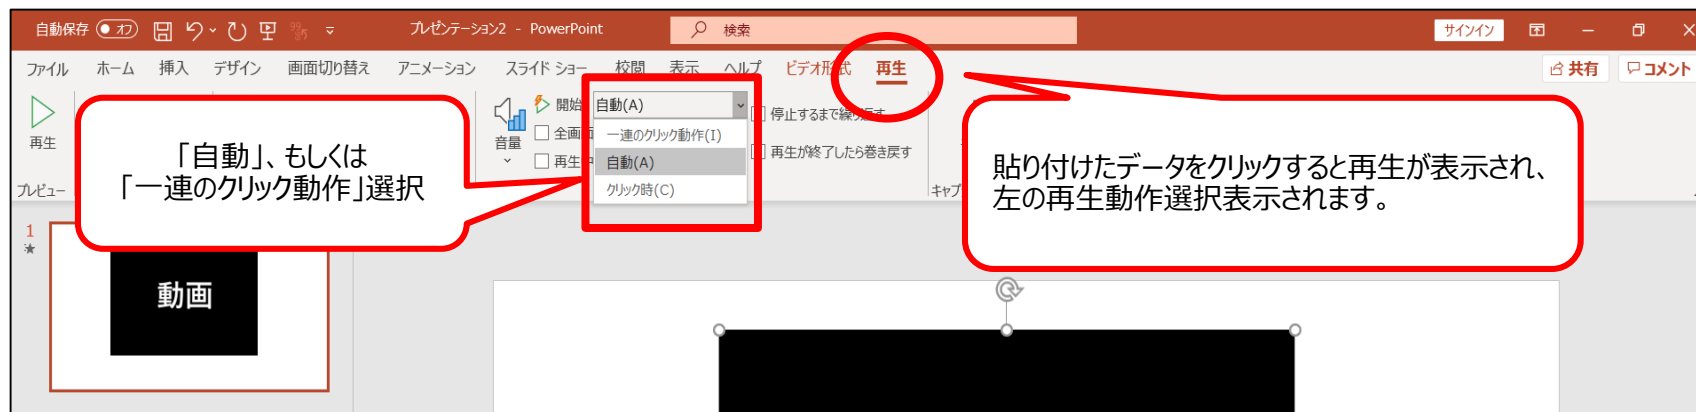 自動保存 オフ プレゼンテーション2 - PowerPoint 検索 サインイン
ファイル ホーム 挿入 デザイン 画面切り替え アニメーション スライド ショー 校閲 表示 ヘルプ ビデオ形式 再生 共有 コメント
再生
プレビュー
「自動」、もしくは
「一連のクリック動作」選択
音量
開始 自動(A)
全画面
再生中
一連のクリック動作(I)
自動(A)
クリック時(C)
停止するまで繰り返す
再生が終了したら巻き戻す
キャプ
貼り付けたデータをクリックすると再生が表示され、
左の再生動作選択表示されます。
1
動画